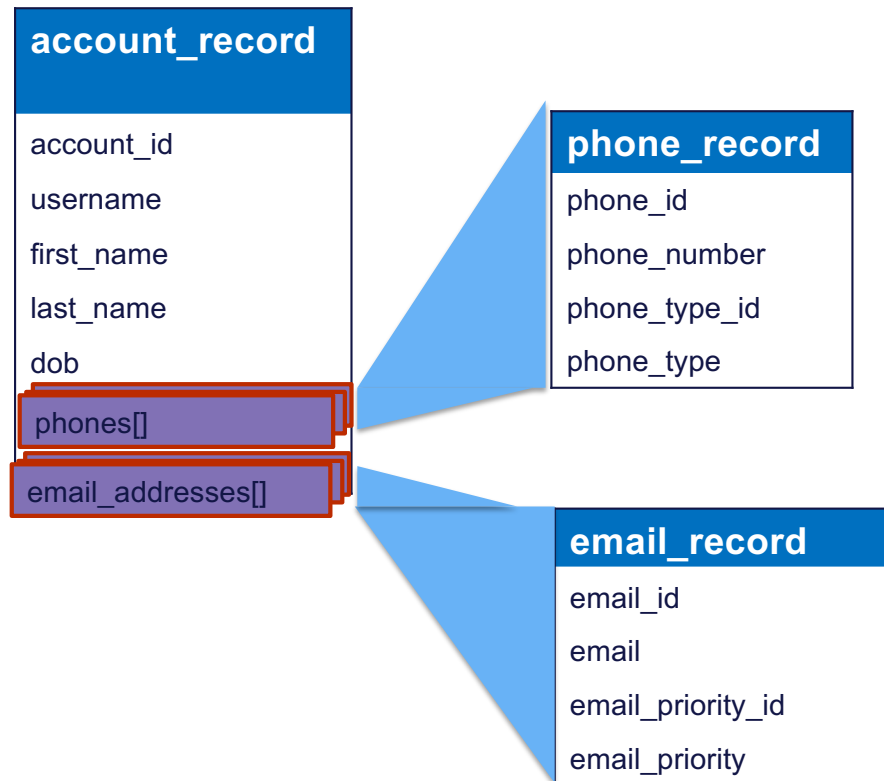 account_record
account_id
username
first_name
last_name
dob
phones[]
email_addresses[]
phone_record
phone_id
phone_number
phone_type_id
phone_type
email_record
email_id
email
email_priority_id
email_priority